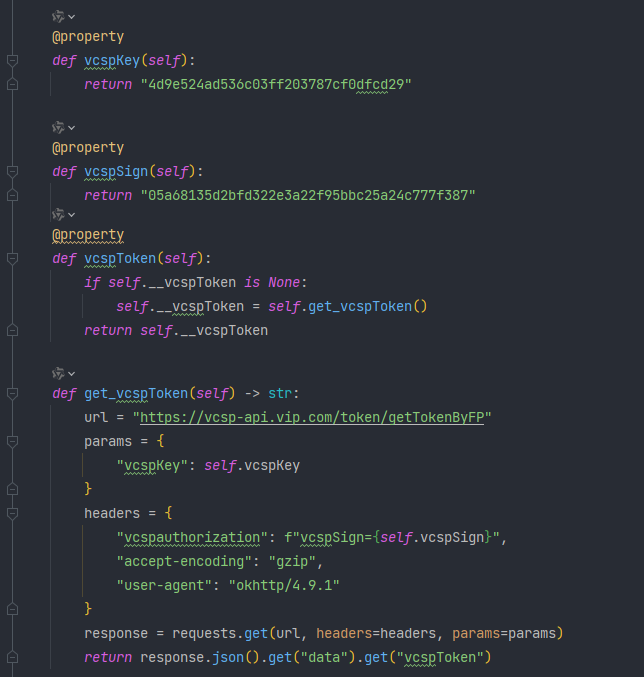 @property
def vcspKey(self):
return "4d9e524ad536c03ff203787cf0dfcd29"
@property
def vcspSign(self):
return "05a68135d2bfd322e3a22f95bbc25a24c777f387"
@property
def vcspToken(self):
if self.__vcspToken is None:
self.__vcspToken = self.get_vcspToken()
return self.__vcspToken
def get_vcspToken(self) -> str:
url = "https://vcsp-api.vip.com/token/getTokenByFP"
params = {
"vcspKey": self.vcspKey
}
headers = {
"vcspauthorization": f"vcspSign={self.vcspSign}",
"accept-encoding": "gzip",
"user-agent": "okhttp/4.9.1"
}
response = requests.get(url, headers=headers, params=params)
return response.json().get("data").get("vcspToken")